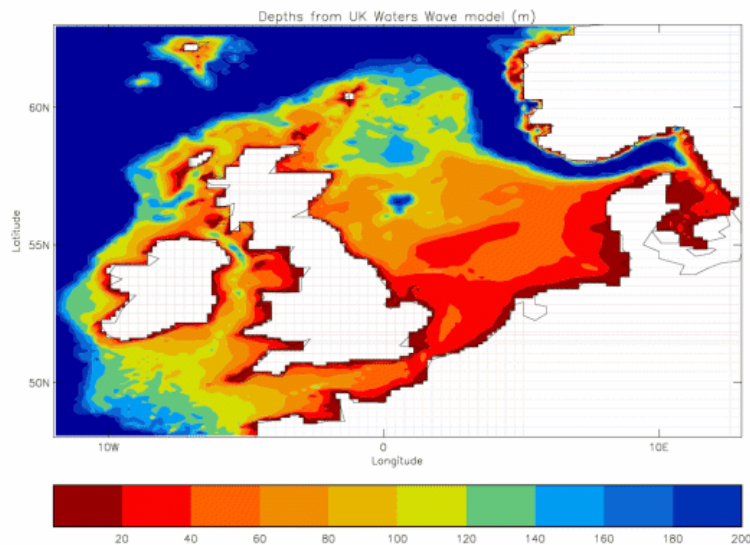 Depths from UK Waters Wave model (m)
60N
55N
50N
Latitude
10W 0 10E
Longitude
20 40 60 80 100 120 140 160 180 200